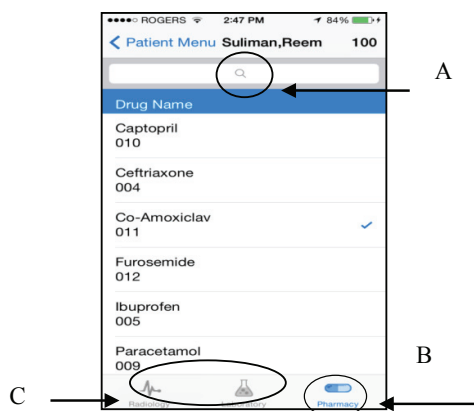 ROGERS 2:47 PM 84%
Patient Menu Suliman,Reem 100
A
Drug Name
Captopril
010
Ceftriaxone
004
Co-Amoxiclav
011
Furosemide
012
Ibuprofen
005
Paracetamol
009
B
C
Radiology Laboratory Pharmacy